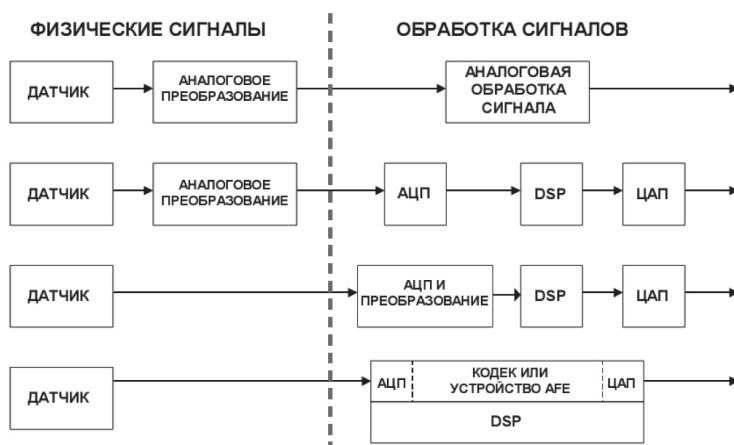 ФИЗИЧЕСКИЕ СИГНАЛЫ
ОБРАБОТКА СИГНАЛОВ
ДАТЧИК
АНАЛОГОВОЕ
ПРЕОБРАЗОВАНИЕ
АНАЛОГОВАЯ
ОБРАБОТКА
СИГНАЛА
ДАТЧИК
АНАЛОГОВОЕ
ПРЕОБРАЗОВАНИЕ
АЦП
DSP
ЦАП
ДАТЧИК
АЦП И
ПРЕОБРАЗОВАНИЕ
DSP
ЦАП
ДАТЧИК
АЦП
КОДЕК ИЛИ
УСТРОЙСТВО AFE
ЦАП
DSP